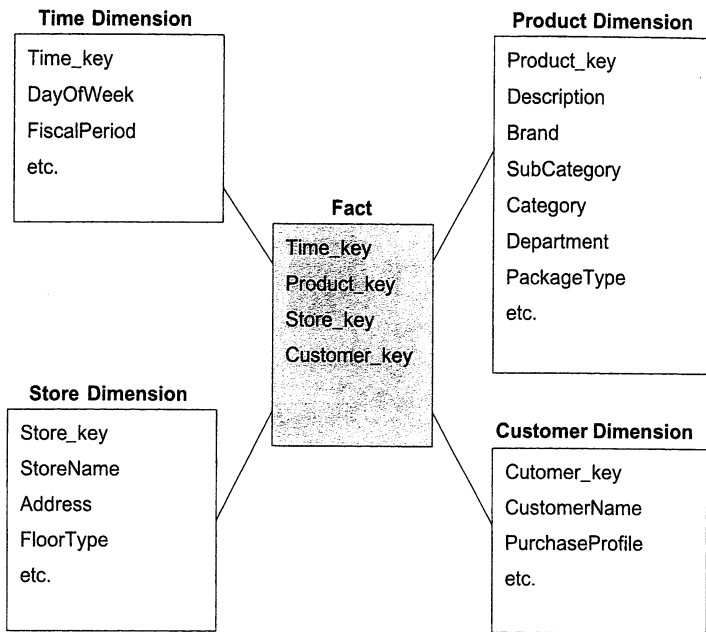 Time Dimension
Time_key
DayOfWeek
FiscalPeriod
etc.
Product Dimension
Product_key
Description
Brand
SubCategory
Category
Department
PackageType
etc.
Fact
Time_key
Product_key
Store_key
Customer_key
Store Dimension
Store_key
StoreName
Address
FloorType
etc.
Customer Dimension
Cutomer_key
CustomerName
PurchaseProfile
etc.